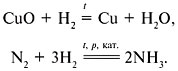 CuO + H₂ =ᵗ= Cu + H₂O,
N₂ + 3H₂ =ᵗ, ᵖ, ᵏᵃᵗ·= 2NH₃.